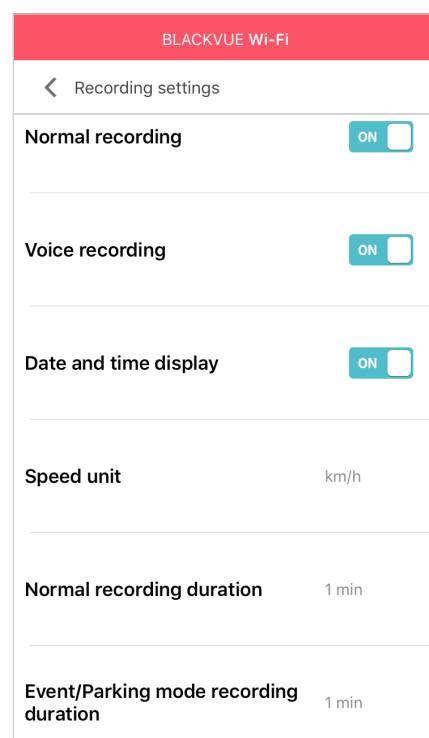 BLACKVUE Wi-Fi
Recording settings
Normal recording ON
Voice recording ON
Date and time display ON
Speed unit km/h
Normal recording duration 1 min
Event/Parking mode recording
duration 1 min